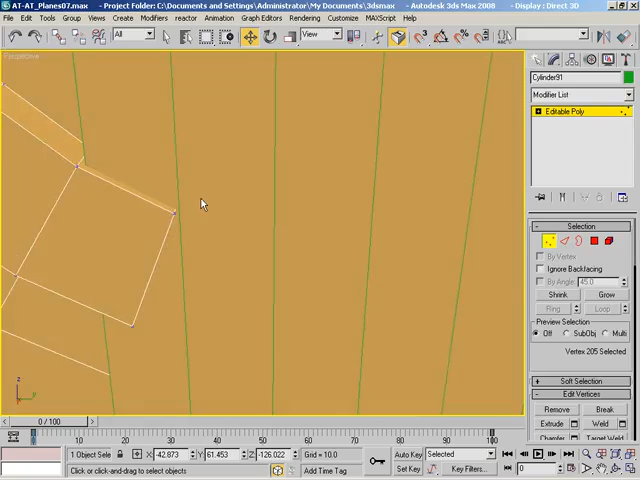 AT-AT_Planes07.max - Project Folder: C:\Documents and Settings\Administrator\My Documents\3dsmax - Autodesk 3ds Max 2008 - Display : Direct 3D
File Edit Tools Group Views Create Modifiers reactor Animation Graph Editors Rendering Customize MAXScript Help
All View
Perspective
Cylinder91
Modifier List
Editable Poly
Selection
By Vertex
Ignore Backfacing
By Angle: 45.0
Shrink Grow
Ring Loop
Preview Selection
Off SubObj Multi
Vertex 205 Selected
Soft Selection
Edit Vertices
Remove Break
Extrude Weld
Chamfer Target Weld
z
y
0 / 100
10 20 30 40 50 60 70 80 90 100
1 Object Sele X: -42.873 Y: 61.453 Z: -126.022 Grid = 10.0 Auto Key Selected
Click or click-and-drag to select objects Add Time Tag Set Key Key Filters... 0